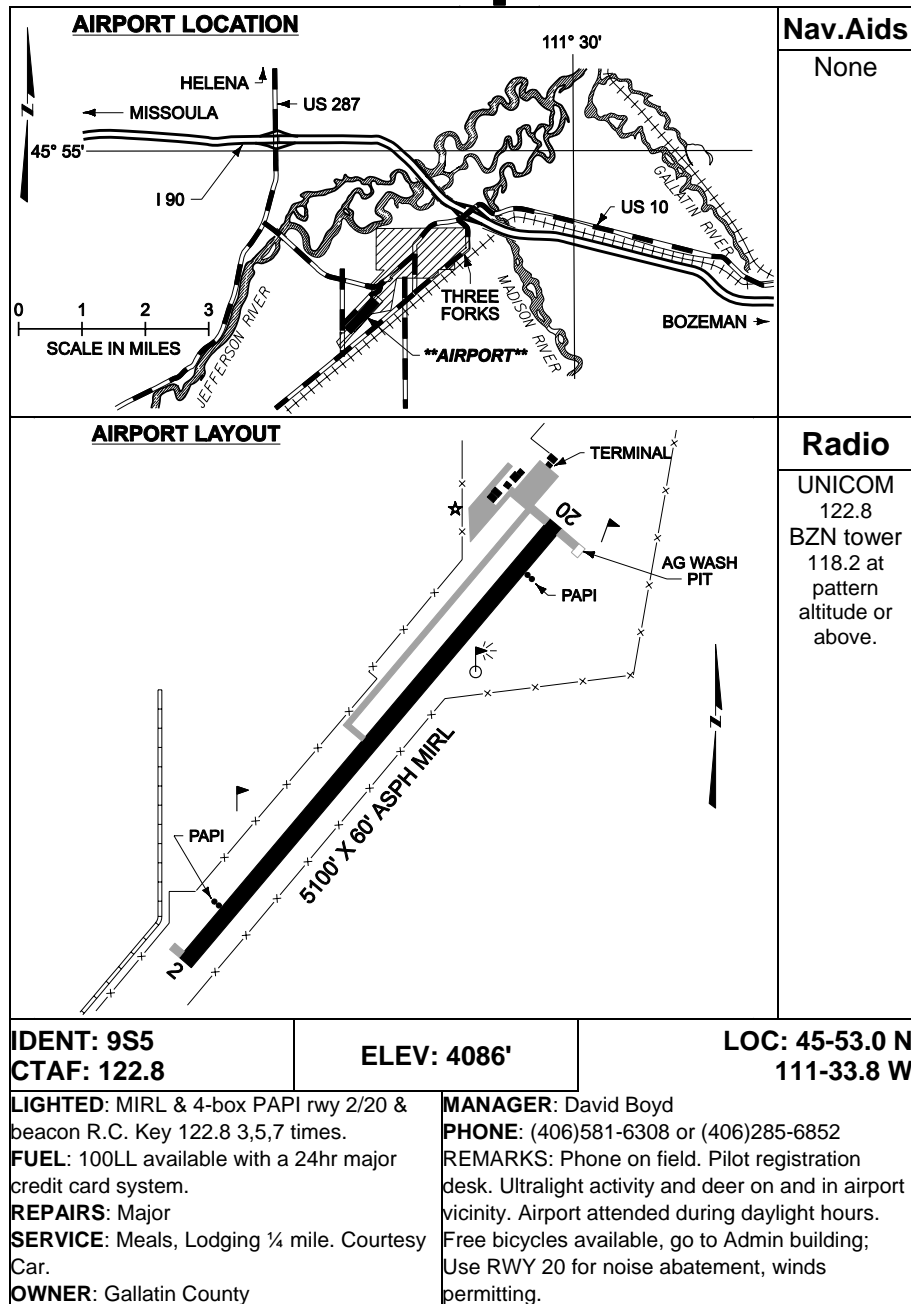 AIRPORT LOCATION
Nav.Aids
None
111° 30'
HELENA
US 287
MISSOULA
45° 55'
I 90
GALLATIN RIVER
US 10
0 1 2 3
SCALE IN MILES
JEFFERSON RIVER
THREE
FORKS
MADISON RIVER
BOZEMAN
**AIRPORT**
N
AIRPORT LAYOUT
Radio
UNICOM
122.8
BZN tower
118.2 at
pattern
altitude or
above.
TERMINAL
20
AG WASH
PIT
PAPI
N
5100' X 60' ASPH MIRL
PAPI
2
IDENT: 9S5
CTAF: 122.8
ELEV: 4086'
LOC: 45-53.0 N
111-33.8 W
LIGHTED: MIRL & 4-box PAPI rwy 2/20 &
beacon R.C. Key 122.8 3,5,7 times.
FUEL: 100LL available with a 24hr major
credit card system.
REPAIRS: Major
SERVICE: Meals, Lodging ¼ mile. Courtesy
Car.
OWNER: Gallatin County
MANAGER: David Boyd
PHONE: (406)581-6308 or (406)285-6852
REMARKS: Phone on field. Pilot registration
desk. Ultralight activity and deer on and in airport
vicinity. Airport attended during daylight hours.
Free bicycles available, go to Admin building;
Use RWY 20 for noise abatement, winds
permitting.